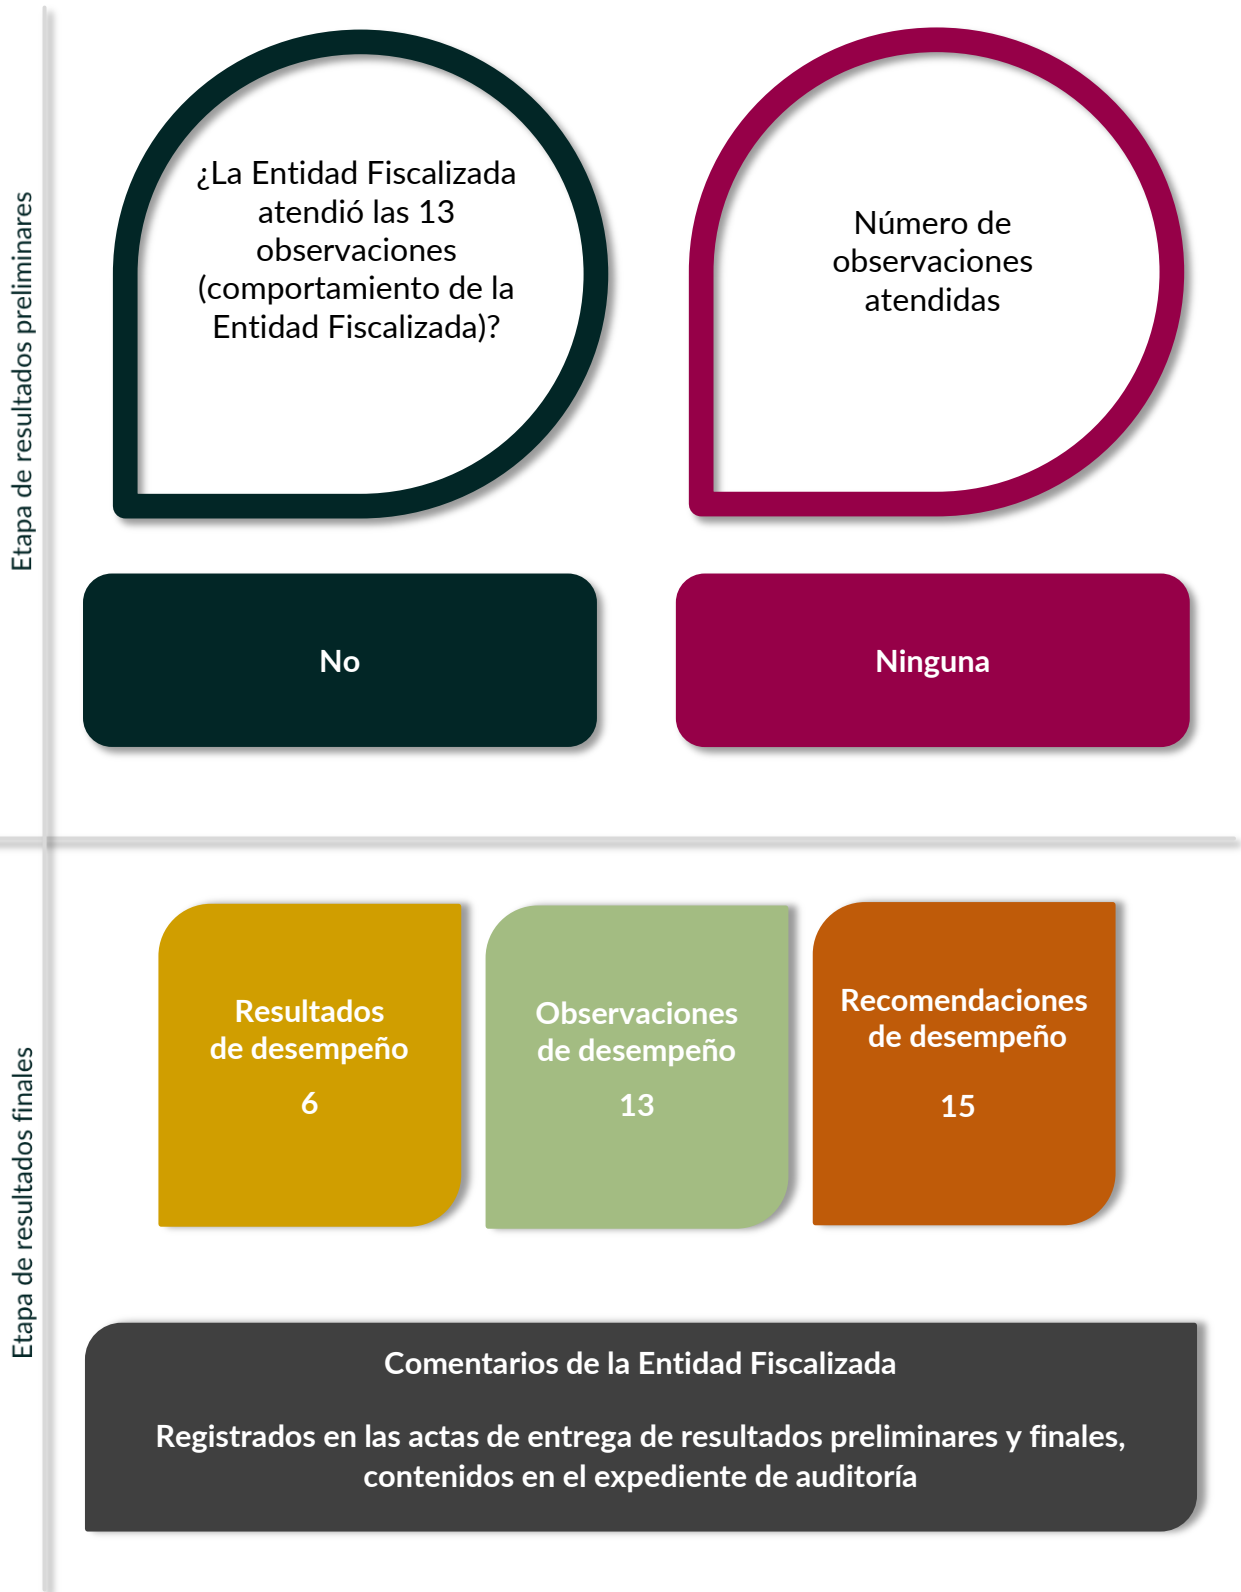 Etapa de resultados preliminares
¿La Entidad Fiscalizada
atendió las 13
observaciones
(comportamiento de la
Entidad Fiscalizada)?
Número de
observaciones
atendidas
No
Ninguna
Etapa de resultados finales
Resultados
de desempeño
6
Observaciones
de desempeño
13
Recomendaciones
de desempeño
15
Comentarios de la Entidad Fiscalizada
Registrados en las actas de entrega de resultados preliminares y finales,
contenidos en el expediente de auditoría